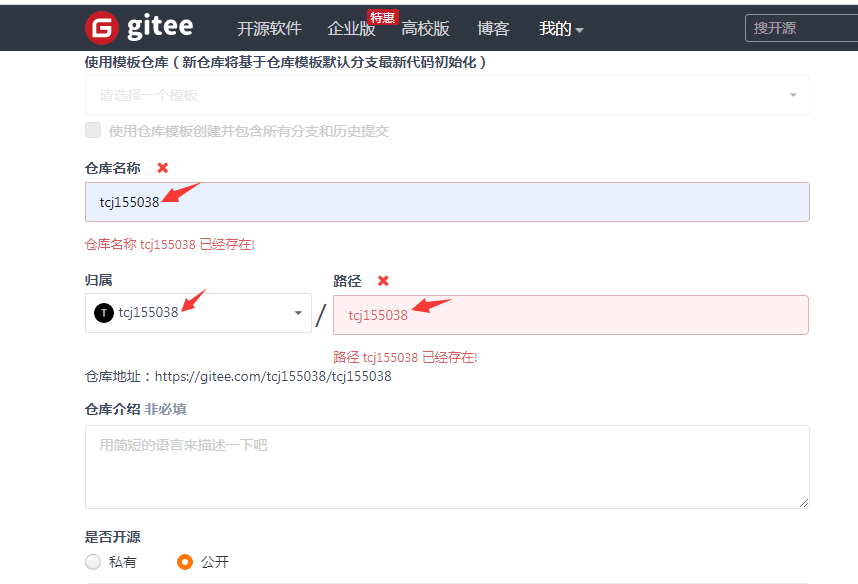 gitee 开源软件 企业版 特惠 高校版 博客 我的 搜开源
使用模板仓库（新仓库将基于仓库模板默认分支最新代码初始化）
请选择一个模板
使用仓库模板创建并包含所有分支和历史提交
仓库名称
tcj155038
仓库名称 tcj155038 已经存在!
归属 路径
T tcj155038 / tcj155038
路径 tcj155038 已经存在!
仓库地址：https://gitee.com/tcj155038/tcj155038
仓库介绍 非必填
用简短的语言来描述一下吧
是否开源
私有 公开